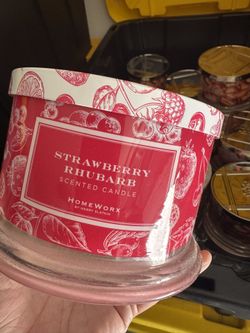 STRAWBERRY
RHUBARB
SCENTED CANDLE
HOMEWORX
BY HARRY SLATKIN